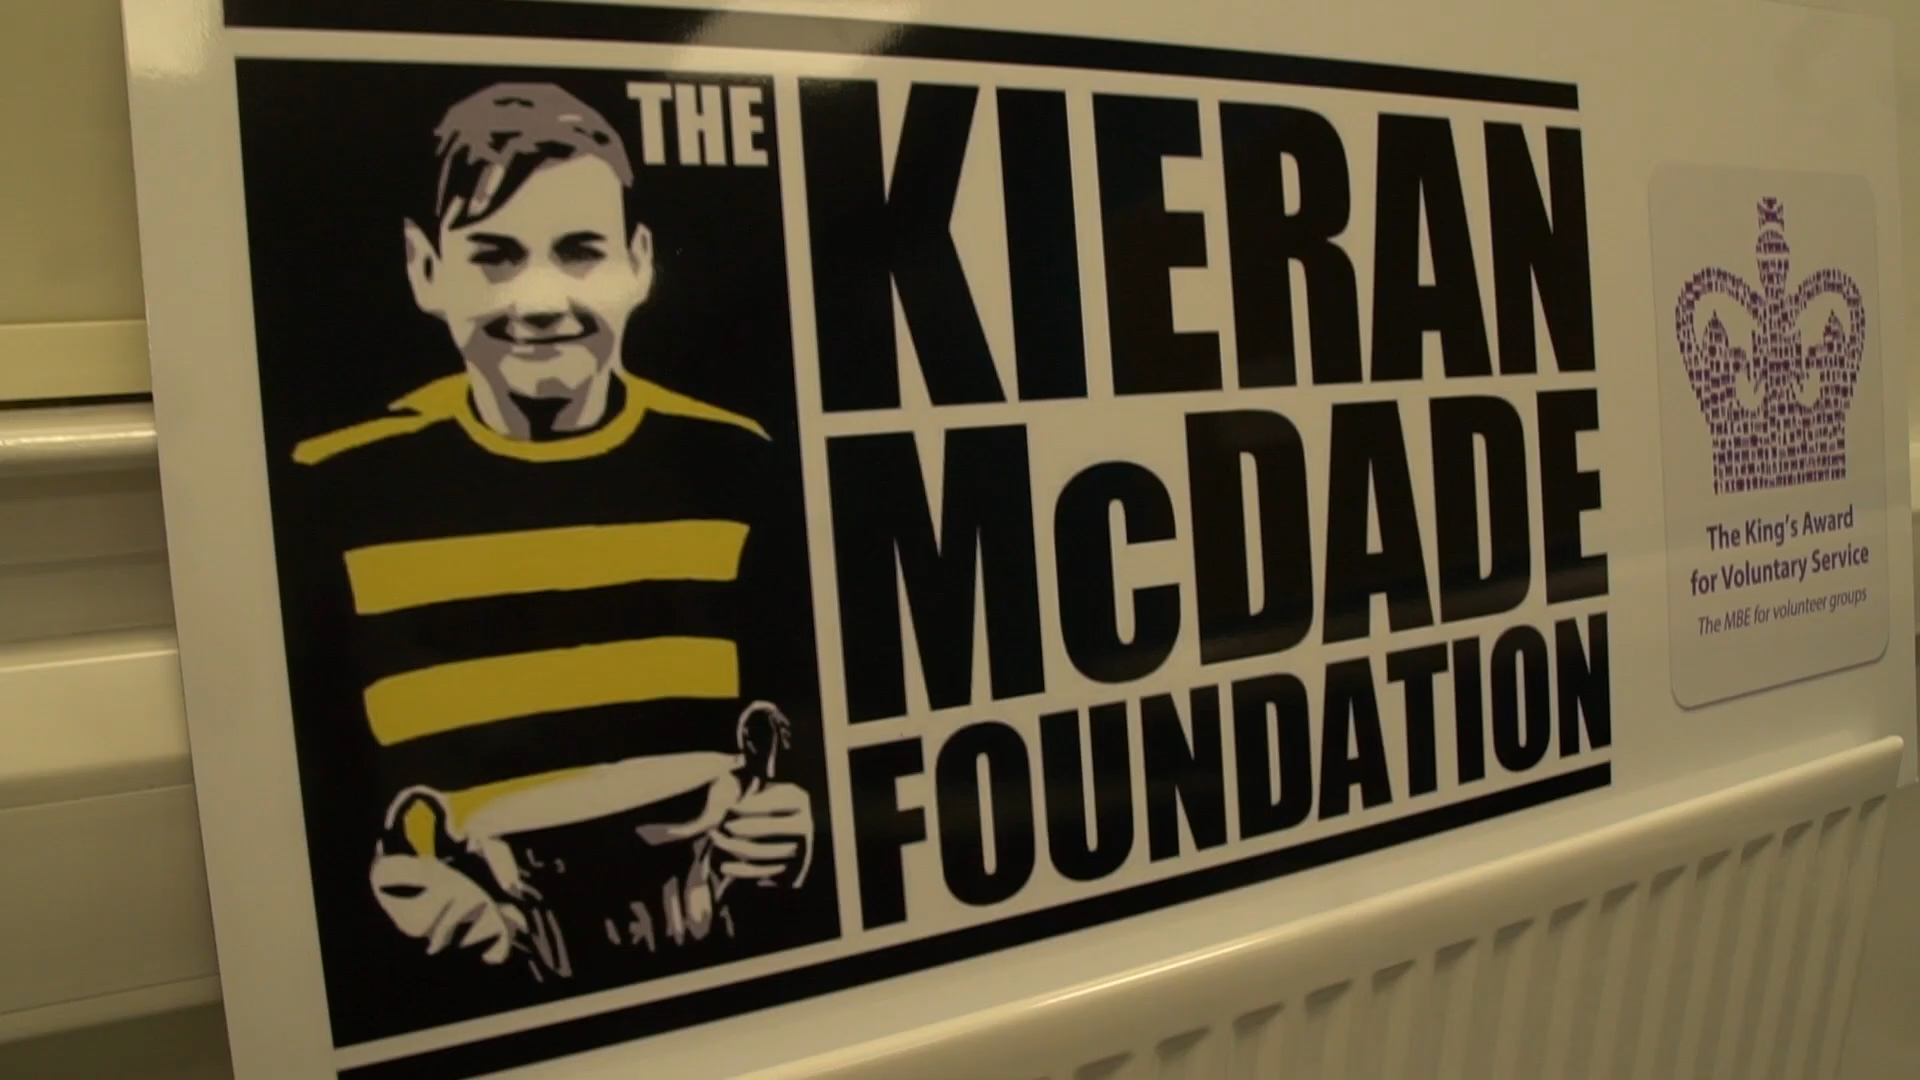 THE
KIERAN
McDADE
FOUNDATION
The King's Award
for Voluntary Service
The MBE for volunteer groups